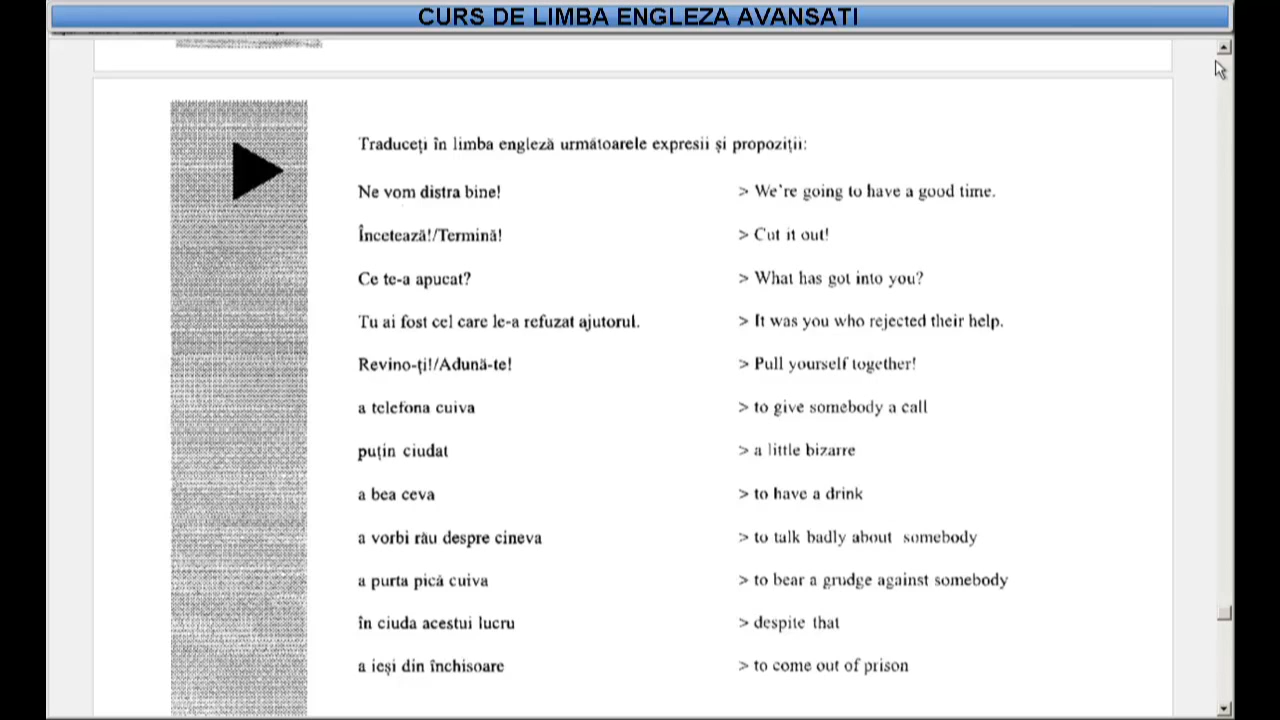 CURS DE LIMBA ENGLEZA AVANSATI
Traduceți în limba engleză următoarele expresii și propoziții:
Ne vom distra bine! > We're going to have a good time.
Încetează!/Termină! > Cut it out!
Ce te-a apucat? > What has got into you?
Tu ai fost cel care le-a refuzat ajutorul. > It was you who rejected their help.
Revino-ți!/Adună-te! > Pull yourself together!
a telefona cuiva > to give somebody a call
puțin ciudat > a little bizarre
a bea ceva > to have a drink
a vorbi rău despre cineva > to talk badly about somebody
a purta pică cuiva > to bear a grudge against somebody
în ciuda acestui lucru > despite that
a ieși din închisoare > to come out of prison